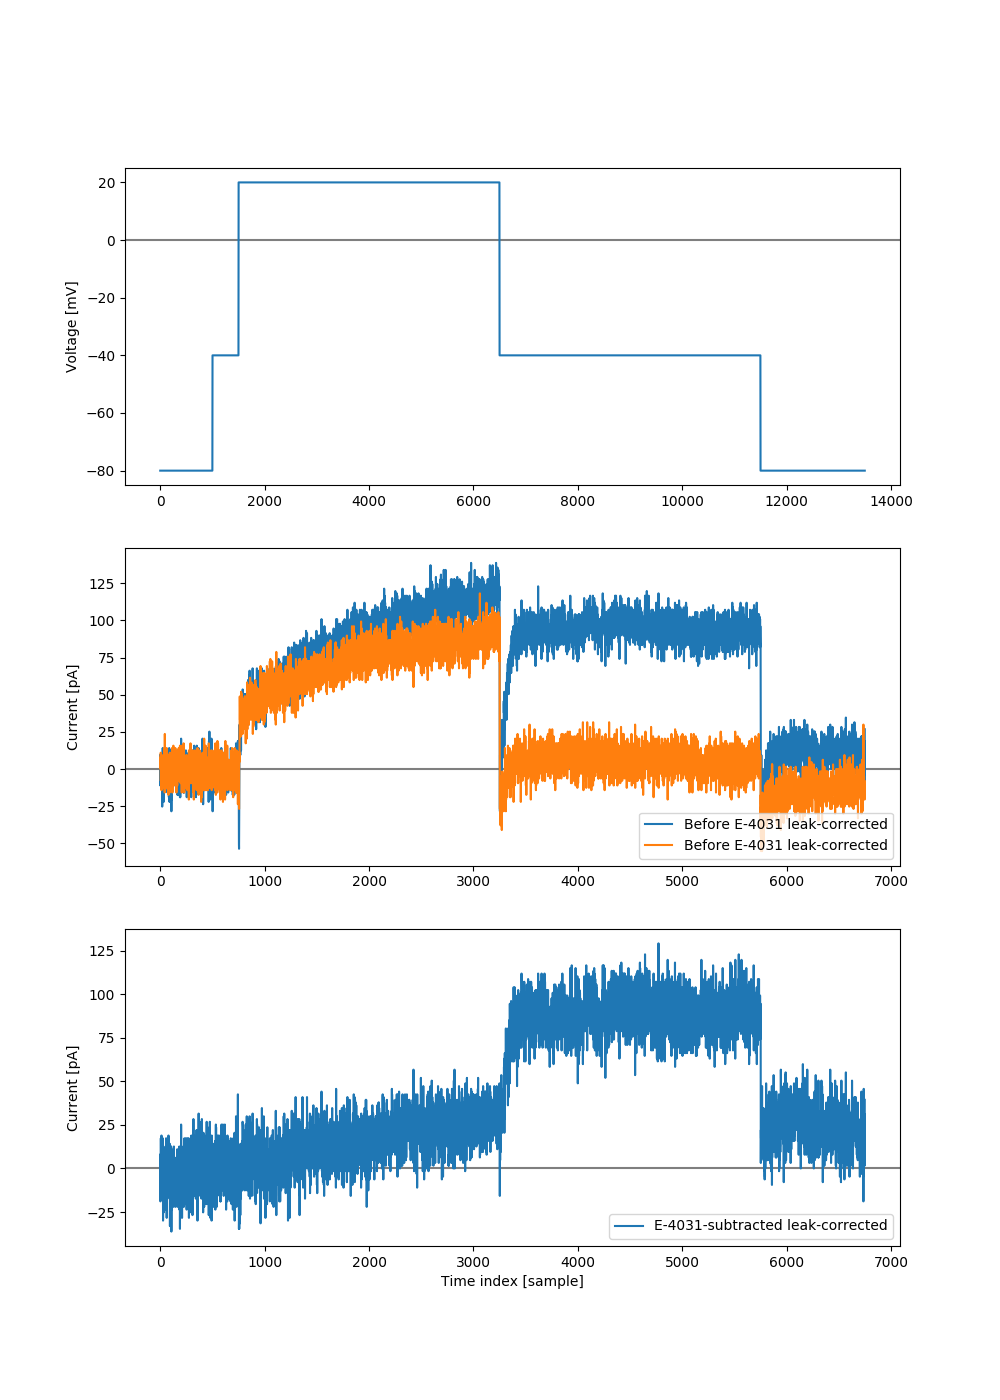 20
0
−20
−40
−60
−80
Voltage [mV]
0 2000 4000 6000 8000 10000 12000 14000
125
100
75
50
25
0
−25
−50
Current [pA]
Before E-4031 leak-corrected
Before E-4031 leak-corrected
0 1000 2000 3000 4000 5000 6000 7000
125
100
75
50
25
0
−25
Current [pA]
E-4031-subtracted leak-corrected
0 1000 2000 3000 4000 5000 6000 7000
Time index [sample]